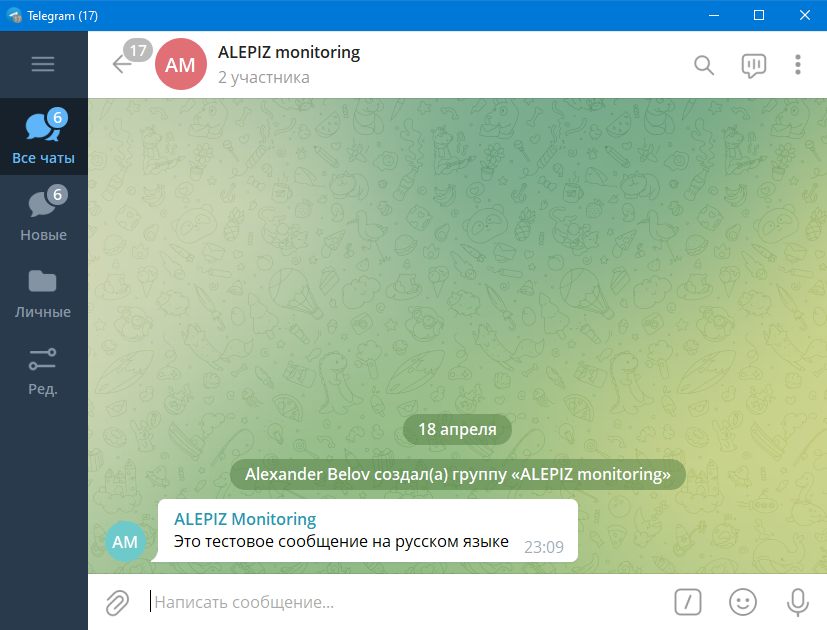 Telegram (17)
17
AM
ALEPIZ monitoring
2 участника
6
Все чаты
6
Новые
Личные
Ред.
18 апреля
Alexander Belov создал(а) группу «ALEPIZ monitoring»
AM
ALEPIZ Monitoring
Это тестовое сообщение на русском языке 23:09
Написать сообщение...